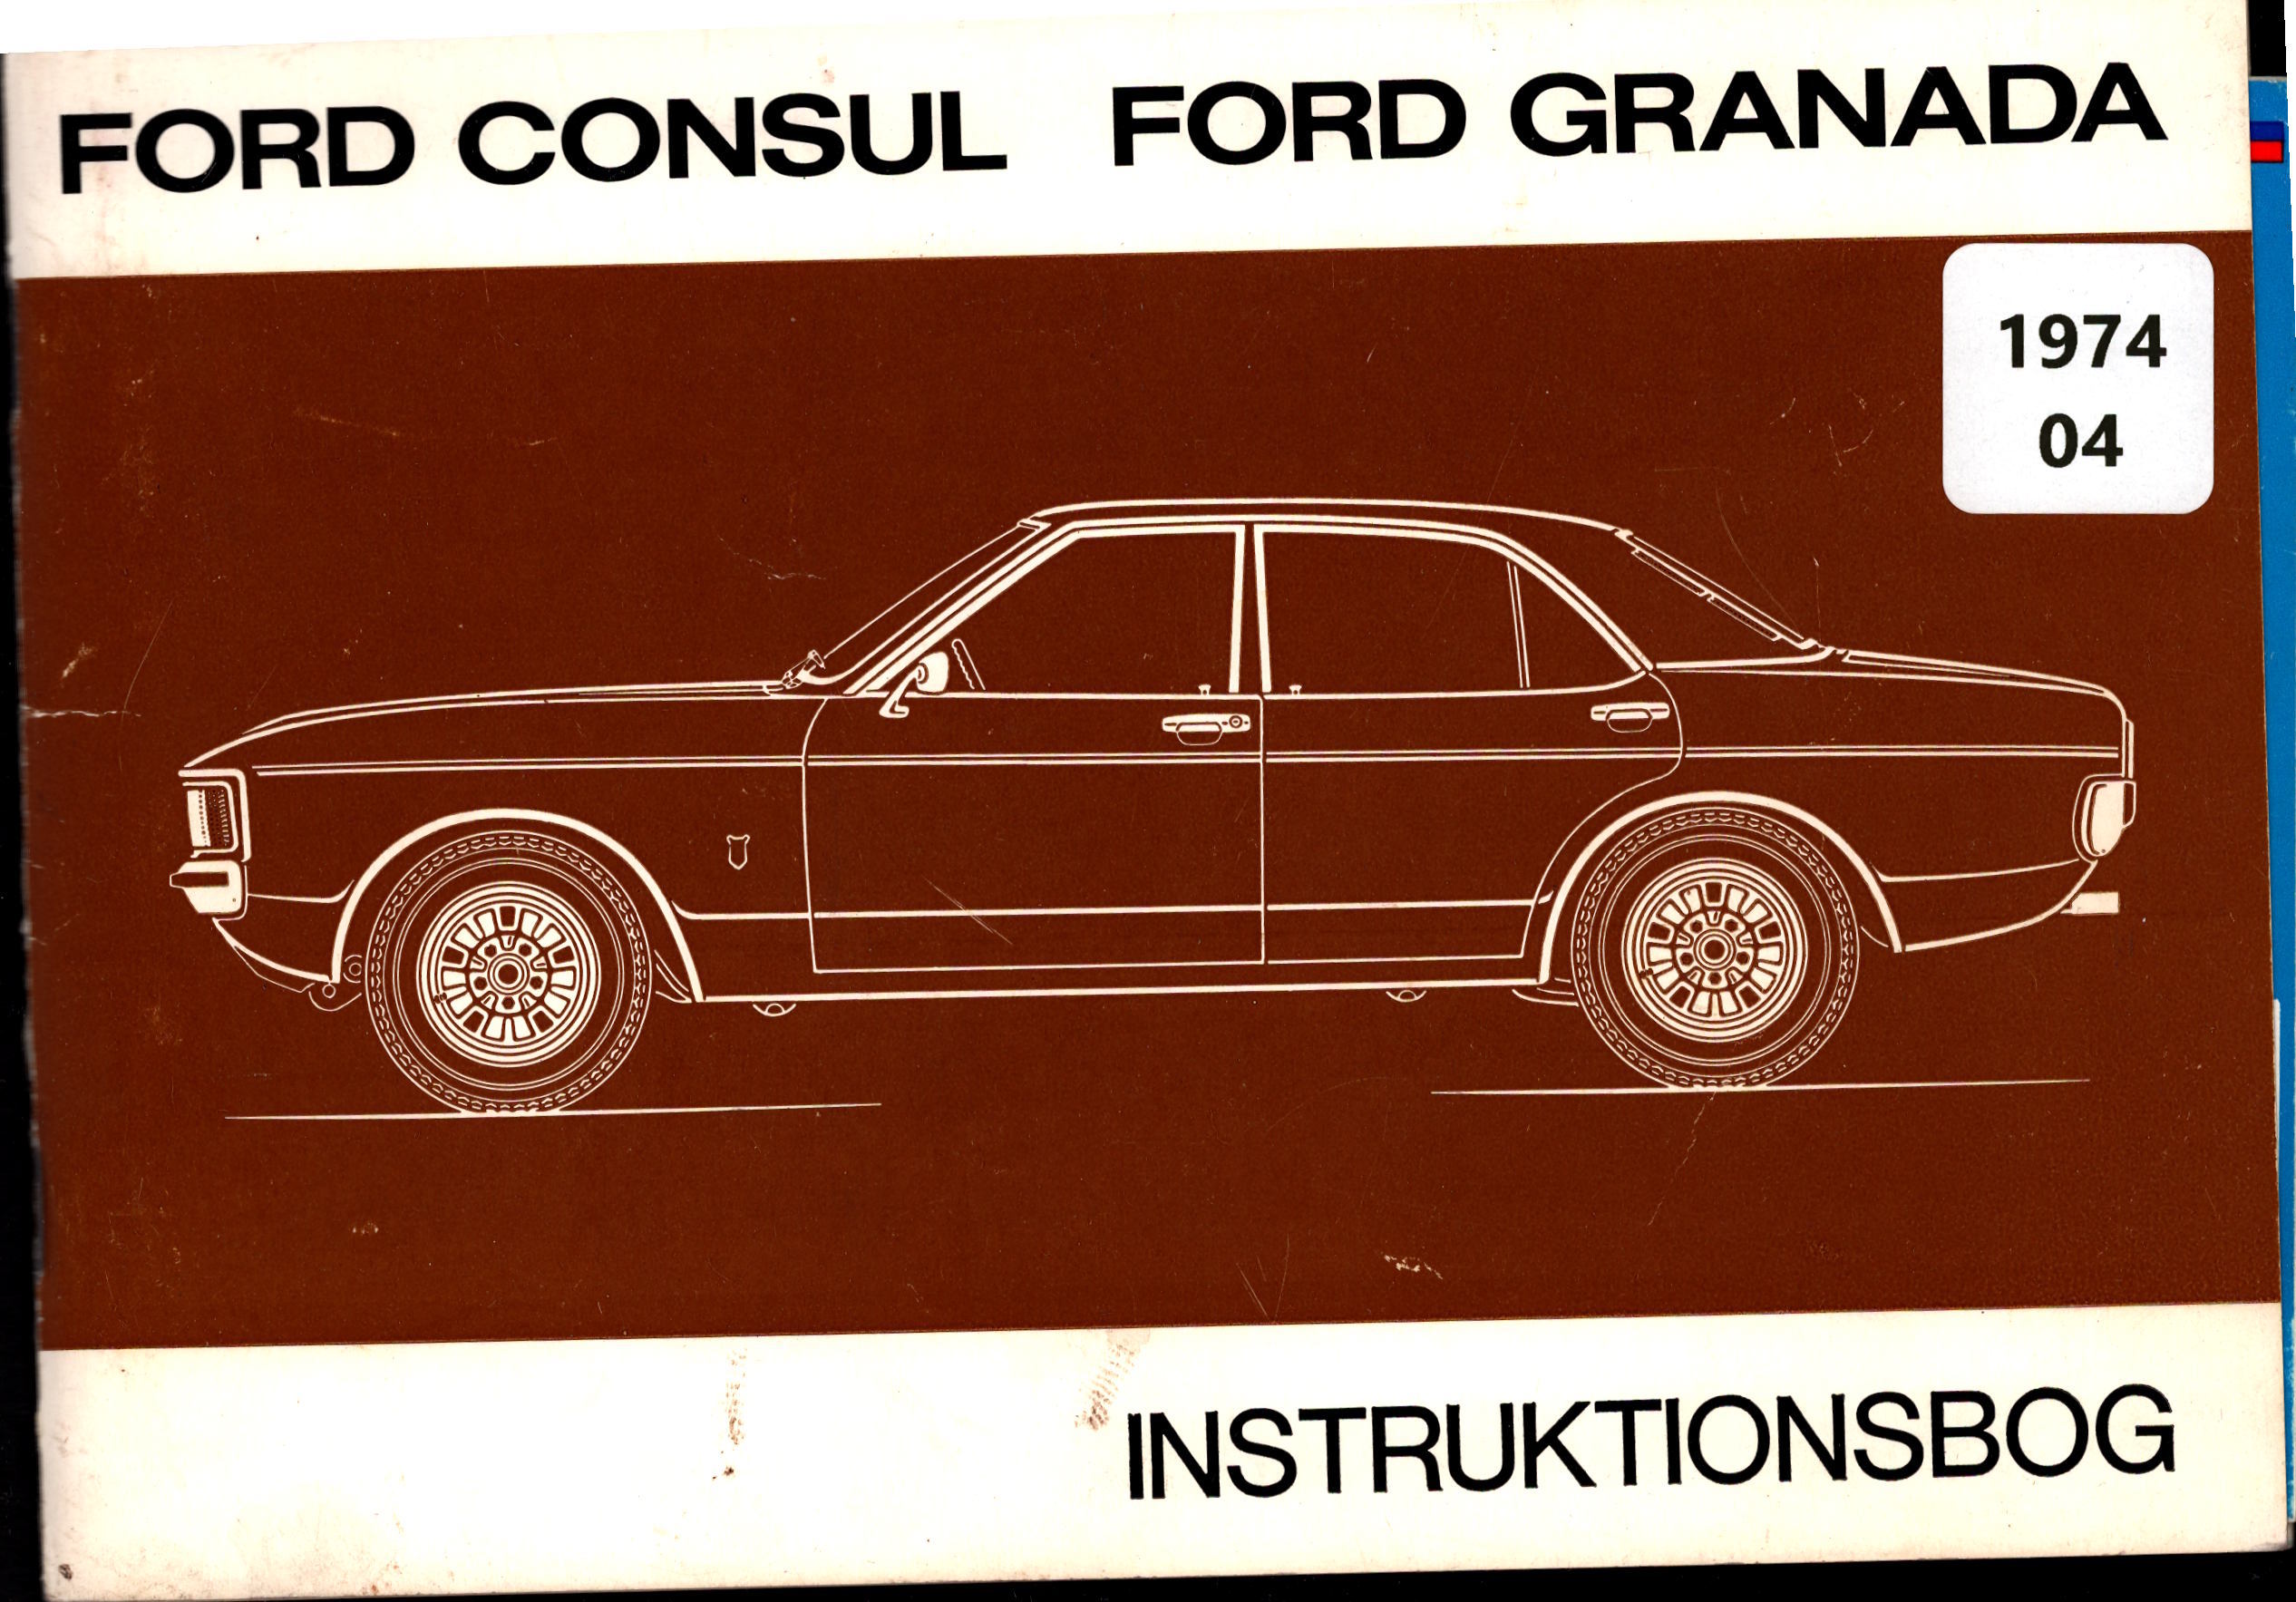 FORD CONSUL FORD GRANADA
1974
04
INSTRUKTIONSBOG